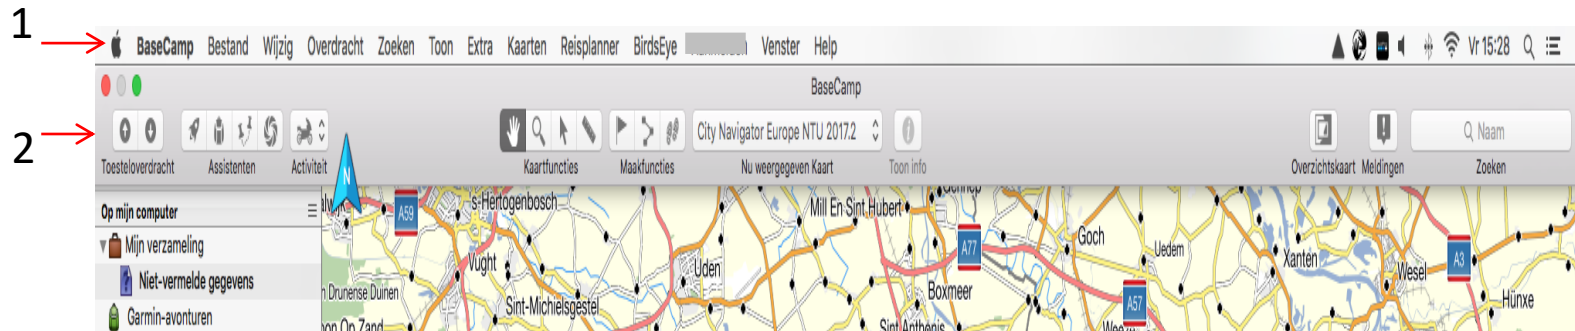 1
BaseCamp Bestand Wijzig Overdracht Zoeken Toon Extra Kaarten Reisplanner BirdsEye Venster Help Vr 15:28
BaseCamp
2
City Navigator Europe NTU 2017.2 Naam
Toesteloverdracht Assistenten Activiteit Kaartfuncties Maakfuncties Nu weergegeven Kaart Toon info Overzichtskaart Meldingen Zoeken
N
Op mijn computer
Mijn verzameling
Niet-vermelde gegevens
Garmin-avonturen
A59
s-Hertogenbosch
Mill En Sint Hubert
Goch
A77
Uedem
Xanten
A3
Vught
Uden
Wesel
n Drunense Duinen
Boxmeer
Hünxe
Sint-Michielsgestel
A57
Sint Anthonis